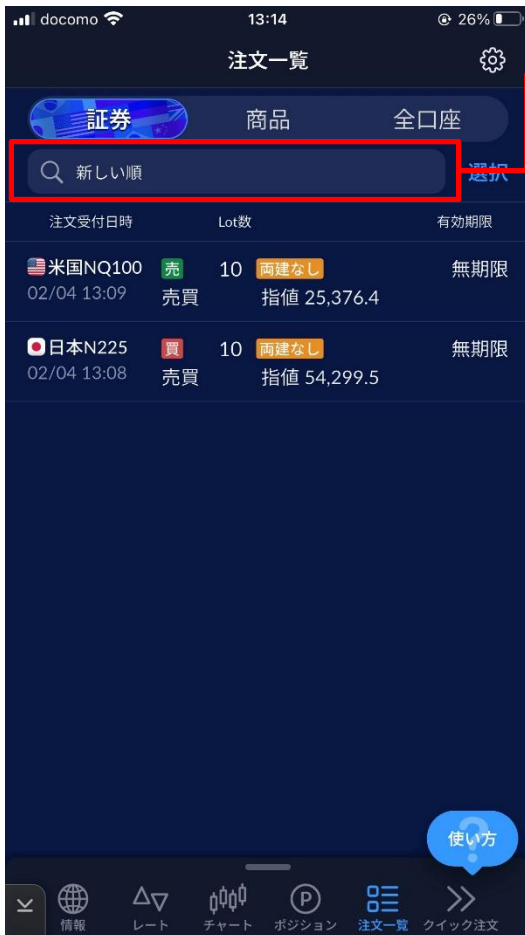 docomo 13:14 26%
注文一覧
証券 商品 全口座
新しい順 選択
注文受付日時 Lot数 有効期限
米国NQ100 売 10 両建なし 無期限
02/04 13:09 売買 指値 25,376.4
日本N225 買 10 両建なし 無期限
02/04 13:08 売買 指値 54,299.5
? 使い方
P
情報 レート チャート ポジション 注文一覧 クイック注文